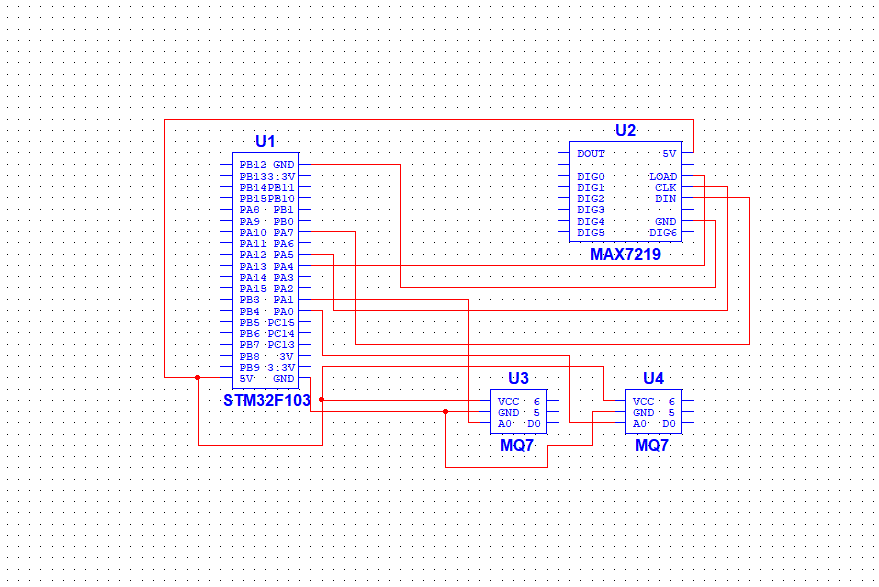 U1
PB12 GND
PB13 3:3V
PB14 PB11
PB15 PB10
PA8 PB1
PA9 PB0
PA10 PA7
PA11 PA6
PA12 PA5
PA13 PA4
PA14 PA3
PA15 PA2
PB3 PA1
PB4 PA0
PB5 PC15
PB6 PC14
PB7 PC13
PB8 3V
PB9 3:3V
5V GND
STM32F103
U2
DOUT 5V
DIG0 LOAD
DIG1 CLK
DIG2 DIN
DIG3
DIG4 GND
DIG5 DIG6
MAX7219
U3
VCC 6
GND 5
A0 D0
MQ7
U4
VCC 6
GND 5
A0 D0
MQ7